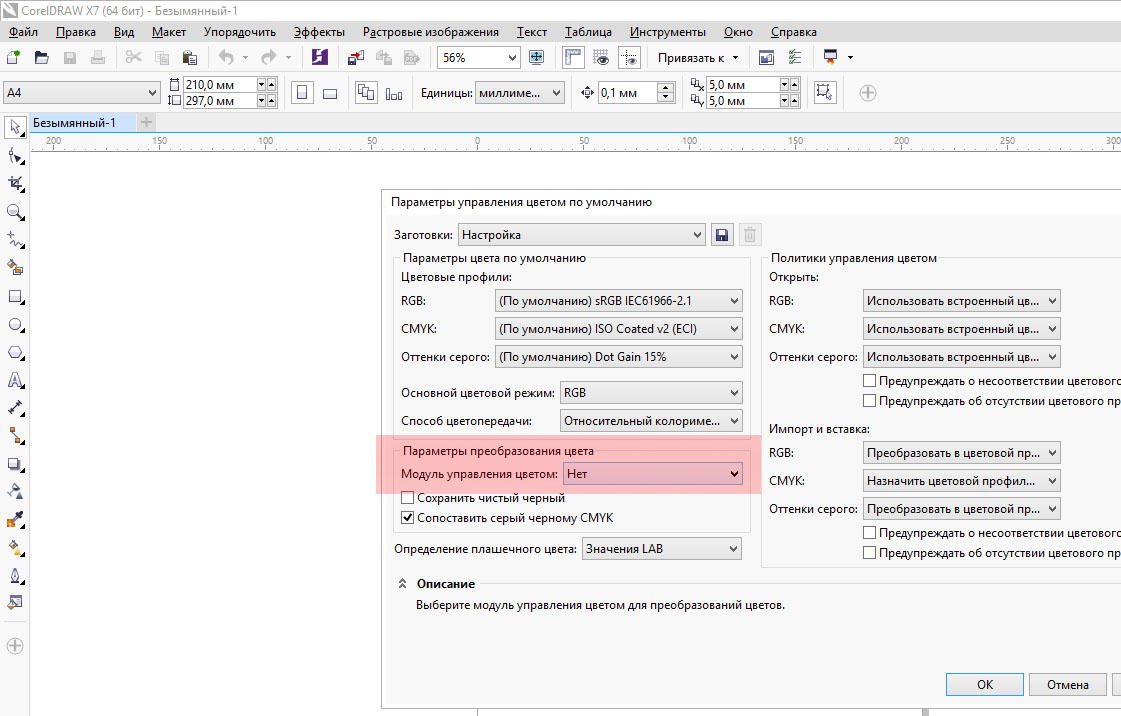 CorelDRAW X7 (64 бит) - Безымянный-1
Файл Правка Вид Макет Упорядочить Эффекты Растровые изображения Текст Таблица Инструменты Окно Справка
56% Привязать к
A4 210,0 мм 297,0 мм Единицы: миллиме... 0,1 мм 5,0 мм 5,0 мм
Безымянный-1
200 150 100 50 0 50 100 150 200 250 300
Параметры управления цветом по умолчанию
Заготовки: Настройка
Параметры цвета по умолчанию
Цветовые профили:
RGB: (По умолчанию) sRGB IEC61966-2.1
CMYK: (По умолчанию) ISO Coated v2 (ECI)
Оттенки серого: (По умолчанию) Dot Gain 15%
Основной цветовой режим: RGB
Способ цветопередачи: Относительный колориме...
Параметры преобразования цвета
Модуль управления цветом: Нет
Сохранить чистый черный
Сопоставить серый черному CMYK
Определение плашечного цвета: Значения LAB
Политики управления цветом
Открыть:
RGB: Использовать встроенный цв...
CMYK: Использовать встроенный цв...
Оттенки серого: Использовать встроенный цв...
Предупреждать о несоответствии цветового
Предупреждать об отсутствии цветового пр
Импорт и вставка:
RGB: Преобразовать в цветовой пр...
CMYK: Назначить цветовой профил...
Оттенки серого: Преобразовать в цветовой пр...
Предупреждать о несоответствии цветового
Предупреждать об отсутствии цветового пр
Описание
Выберите модуль управления цветом для преобразований цветов.
OK Отмена